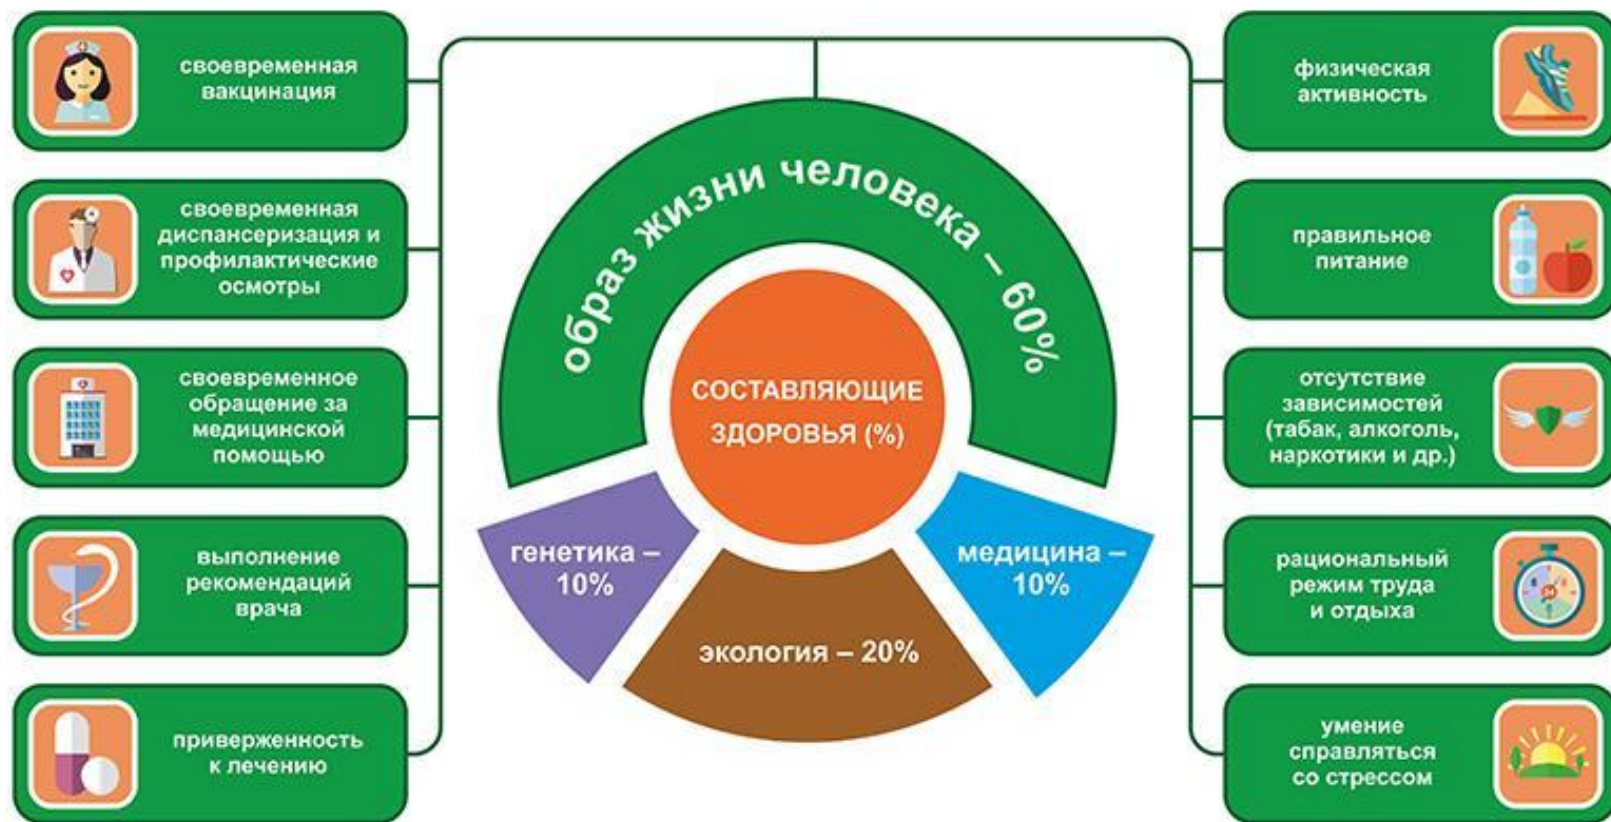 своевременная
вакцинация
своевременная
диспансеризация и
профилактические
осмотры
своевременное
обращение за
медицинской
помощью
выполнение
рекомендаций
врача
приверженность
к лечению
образ жизни человека – 60%
СОСТАВЛЯЮЩИЕ
ЗДОРОВЬЯ (%)
генетика –
10%
экология – 20%
медицина –
10%
физическая
активность
правильное
питание
отсутствие
зависимостей
(табак, алкоголь,
наркотики и др.)
рациональный
режим труда
и отдыха
умение
справляться
со стрессом